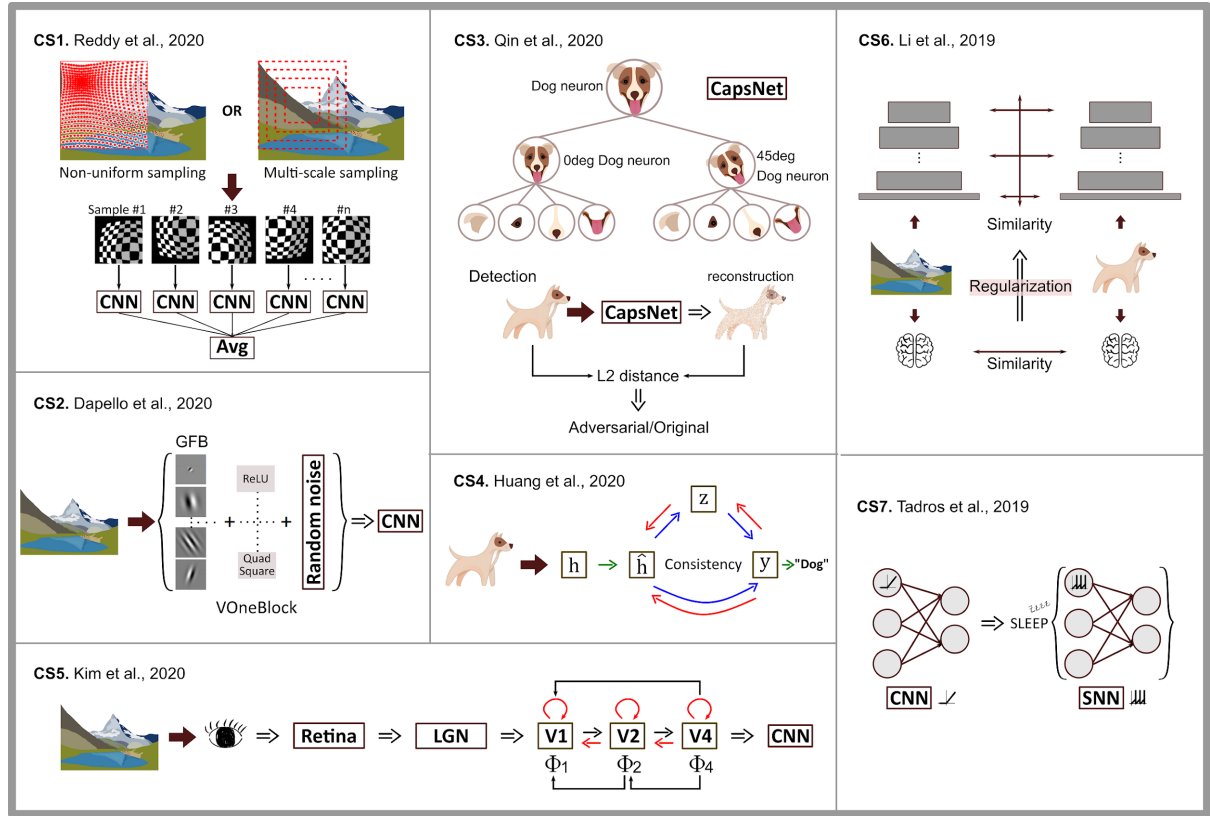 CS1. Reddy et al., 2020
OR
Non-uniform sampling
Multi-scale sampling
Sample #1
#2
#3
#4
#n
. . . .
CNN
CNN
CNN
CNN
CNN
Avg
CS2. Dapello et al., 2020
GFB
ReLU
+
+
Quad
Square
Random noise
⇒ CNN
VOneBlock
CS3. Qin et al., 2020
Dog neuron
CapsNet
0deg Dog neuron
45deg
Dog neuron
Detection
reconstruction
CapsNet
L2 distance
Adversarial/Original
CS4. Huang et al., 2020
z
h
ĥ
Consistency
y
"Dog"
CS5. Kim et al., 2020
Retina
LGN
V1
V2
V4
CNN
Φ1
Φ2
Φ4
CS6. Li et al., 2019
Similarity
Regularization
Similarity
CS7. Tadros et al., 2019
SLEEP
CNN
SNN